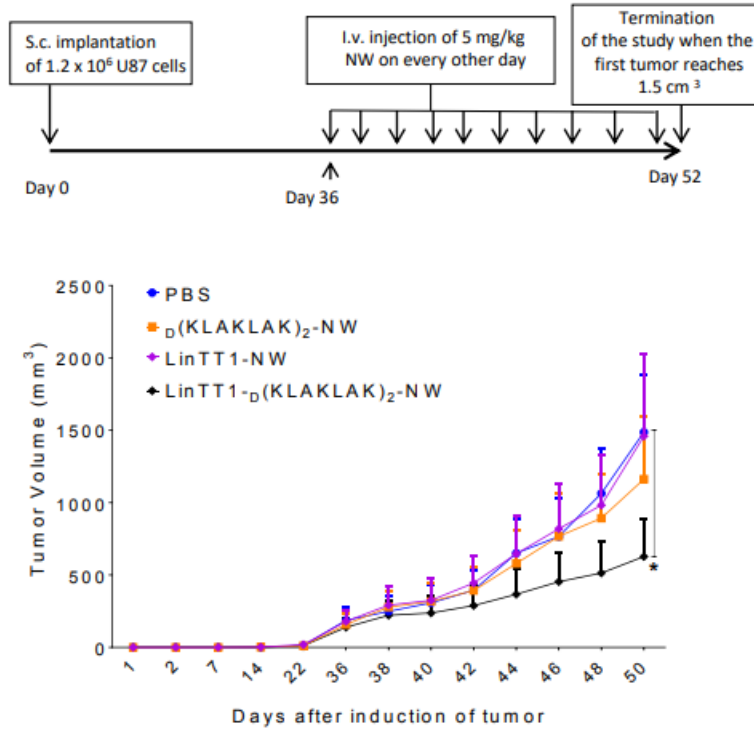 S.c. implantation
of 1.2 x 10⁶ U87 cells
I.v. injection of 5 mg/kg
NW on every other day
Termination
of the study when the
first tumor reaches
1.5 cm ³
Day 0
Day 36
Day 52
Tumor Volume (mm³)
2500
2000
1500
1000
500
0
PBS
D(KLAKLAK)₂-NW
LinTT1-NW
LinTT1-D(KLAKLAK)₂-NW
*
1 2 7 14 22 36 38 40 42 44 46 48 50
Days after induction of tumor